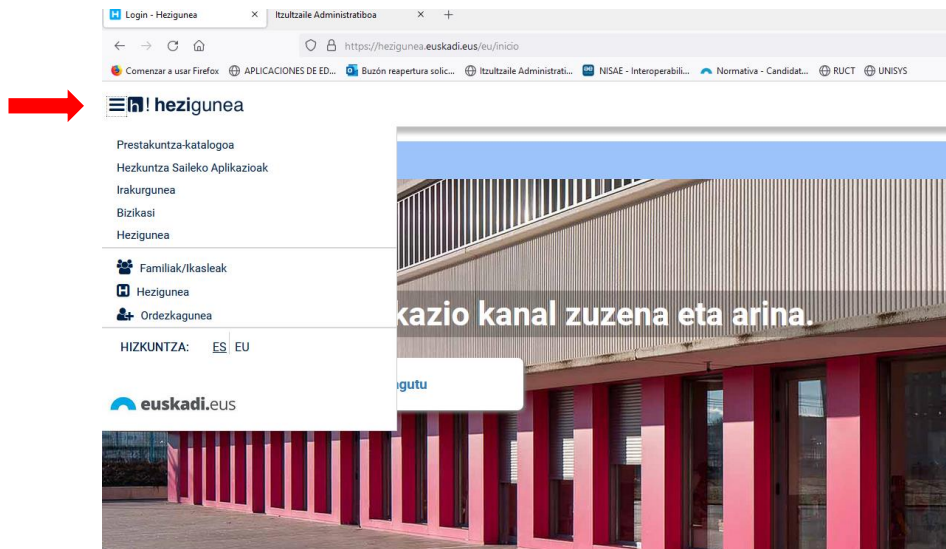 Login - Hezigunea
Itzultzaile Administratiboa
https://hezigunea.euskadi.eus/eu/inicio
Comenzar a usar Firefox APLICACIONES DE ED... Buzón reapertura solic... Itzultzaile Administrati... NISAE - Interoperabili... Normativa - Candidat... RUCT UNISYS
h! hezigunea
Prestakuntza-katalogoa
Hezkuntza Saileko Aplikazioak
Irakurgunea
Bizikasi
Hezigunea
Familiak/Ikasleak
H Hezigunea
Ordezkagunea
HIZKUNTZA: ES EU
euskadi.eus
kazio kanal zuzena eta arina.
agutu